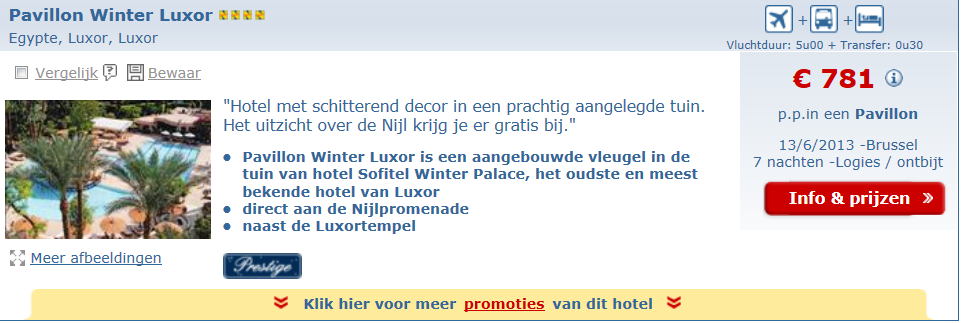 Pavillon Winter Luxor
Egypte, Luxor, Luxor
+ +
Vluchtduur: 5u00 + Transfer: 0u30
Vergelijk ? Bewaar
€ 781 i
p.p.in een Pavillon
13/6/2013 -Brussel
7 nachten -Logies / ontbijt
Info & prijzen »
"Hotel met schitterend decor in een prachtig aangelegde tuin.
Het uitzicht over de Nijl krijg je er gratis bij."
• Pavillon Winter Luxor is een aangebouwde vleugel in de
tuin van hotel Sofitel Winter Palace, het oudste en meest
bekende hotel van Luxor
• direct aan de Nijlpromenade
• naast de Luxortempel
Meer afbeeldingen
Prestige
Klik hier voor meer promoties van dit hotel